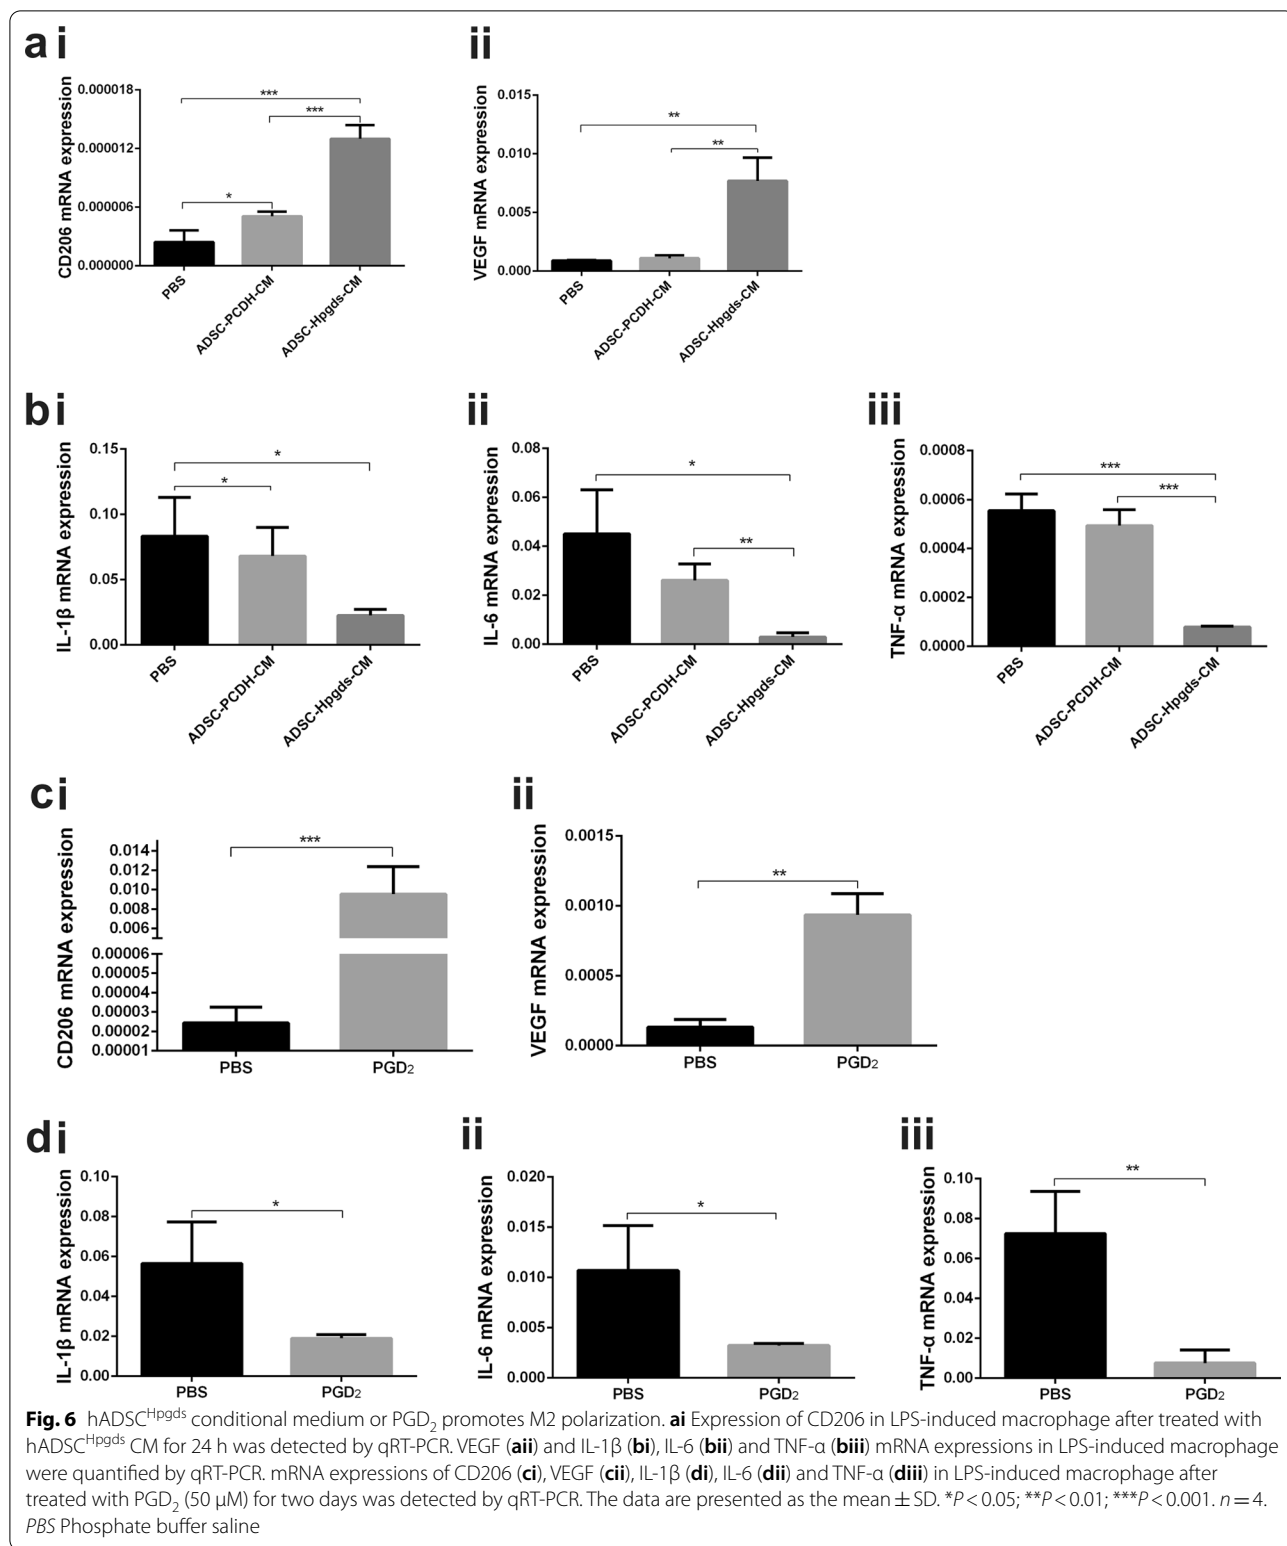 a i
CD206 mRNA expression
0.000018
0.000012
0.000006
0.000000
***
***
*
PBS
ADSC-PCDH-CM
ADSC-Hpgds-CM
ii
VEGF mRNA expression
0.015
0.010
0.005
0.000
**
**
PBS
ADSC-PCDH-CM
ADSC-Hpgds-CM
b i
IL-1β mRNA expression
0.15
0.10
0.05
0.00
*
*
PBS
ADSC-PCDH-CM
ADSC-Hpgds-CM
ii
IL-6 mRNA expression
0.08
0.06
0.04
0.02
0.00
*
**
PBS
ADSC-PCDH-CM
ADSC-Hpgds-CM
iii
TNF-α mRNA expression
0.0008
0.0006
0.0004
0.0002
0.0000
***
***
PBS
ADSC-PCDH-CM
ADSC-Hpgds-CM
c i
CD206 mRNA expression
0.014
0.012
0.010
0.008
0.006
0.00006
0.00005
0.00004
0.00003
0.00002
0.00001
***
PBS
PGD2
ii
VEGF mRNA expression
0.0015
0.0010
0.0005
0.0000
**
PBS
PGD2
d i
IL-1β mRNA expression
0.10
0.08
0.06
0.04
0.02
0.00
*
PBS
PGD2
ii
IL-6 mRNA expression
0.020
0.015
0.010
0.005
0.000
*
PBS
PGD2
iii
TNF-α mRNA expression
0.10
0.08
0.06
0.04
0.02
0.00
**
PBS
PGD2
Fig. 6 hADSCHpgds conditional medium or PGD2 promotes M2 polarization. ai Expression of CD206 in LPS-induced macrophage after treated with
hADSCHpgds CM for 24 h was detected by qRT-PCR. VEGF (aii) and IL-1β (bi), IL-6 (bii) and TNF-α (biii) mRNA expressions in LPS-induced macrophage
were quantified by qRT-PCR. mRNA expressions of CD206 (ci), VEGF (cii), IL-1β (di), IL-6 (dii) and TNF-α (diii) in LPS-induced macrophage after
treated with PGD2 (50 μM) for two days was detected by qRT-PCR. The data are presented as the mean ± SD. *P < 0.05; **P < 0.01; ***P < 0.001. n = 4.
PBS Phosphate buffer saline